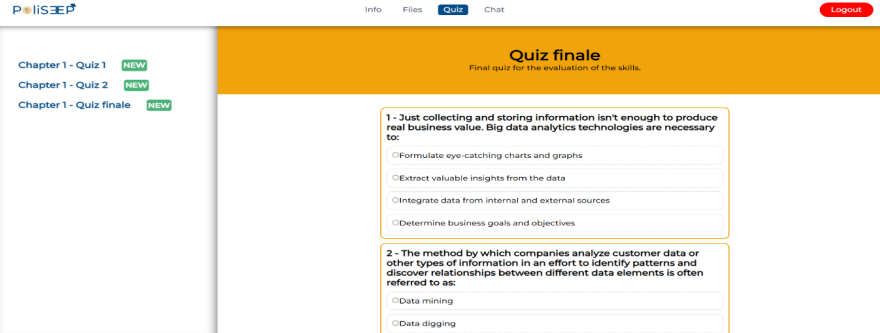 PoliSEEP
Info
Files
Quiz
Chat
Logout
Chapter 1 - Quiz 1 NEW
Chapter 1 - Quiz 2 NEW
Chapter 1 - Quiz finale NEW
Quiz finale
Final quiz for the evaluation of the skills.
1 - Just collecting and storing information isn't enough to produce
real business value. Big data analytics technologies are necessary
to:
Formulate eye-catching charts and graphs
Extract valuable insights from the data
Integrate data from internal and external sources
Determine business goals and objectives
2 - The method by which companies analyze customer data or
other types of information in an effort to identify patterns and
discover relationships between different data elements is often
referred to as:
Data mining
Data digging